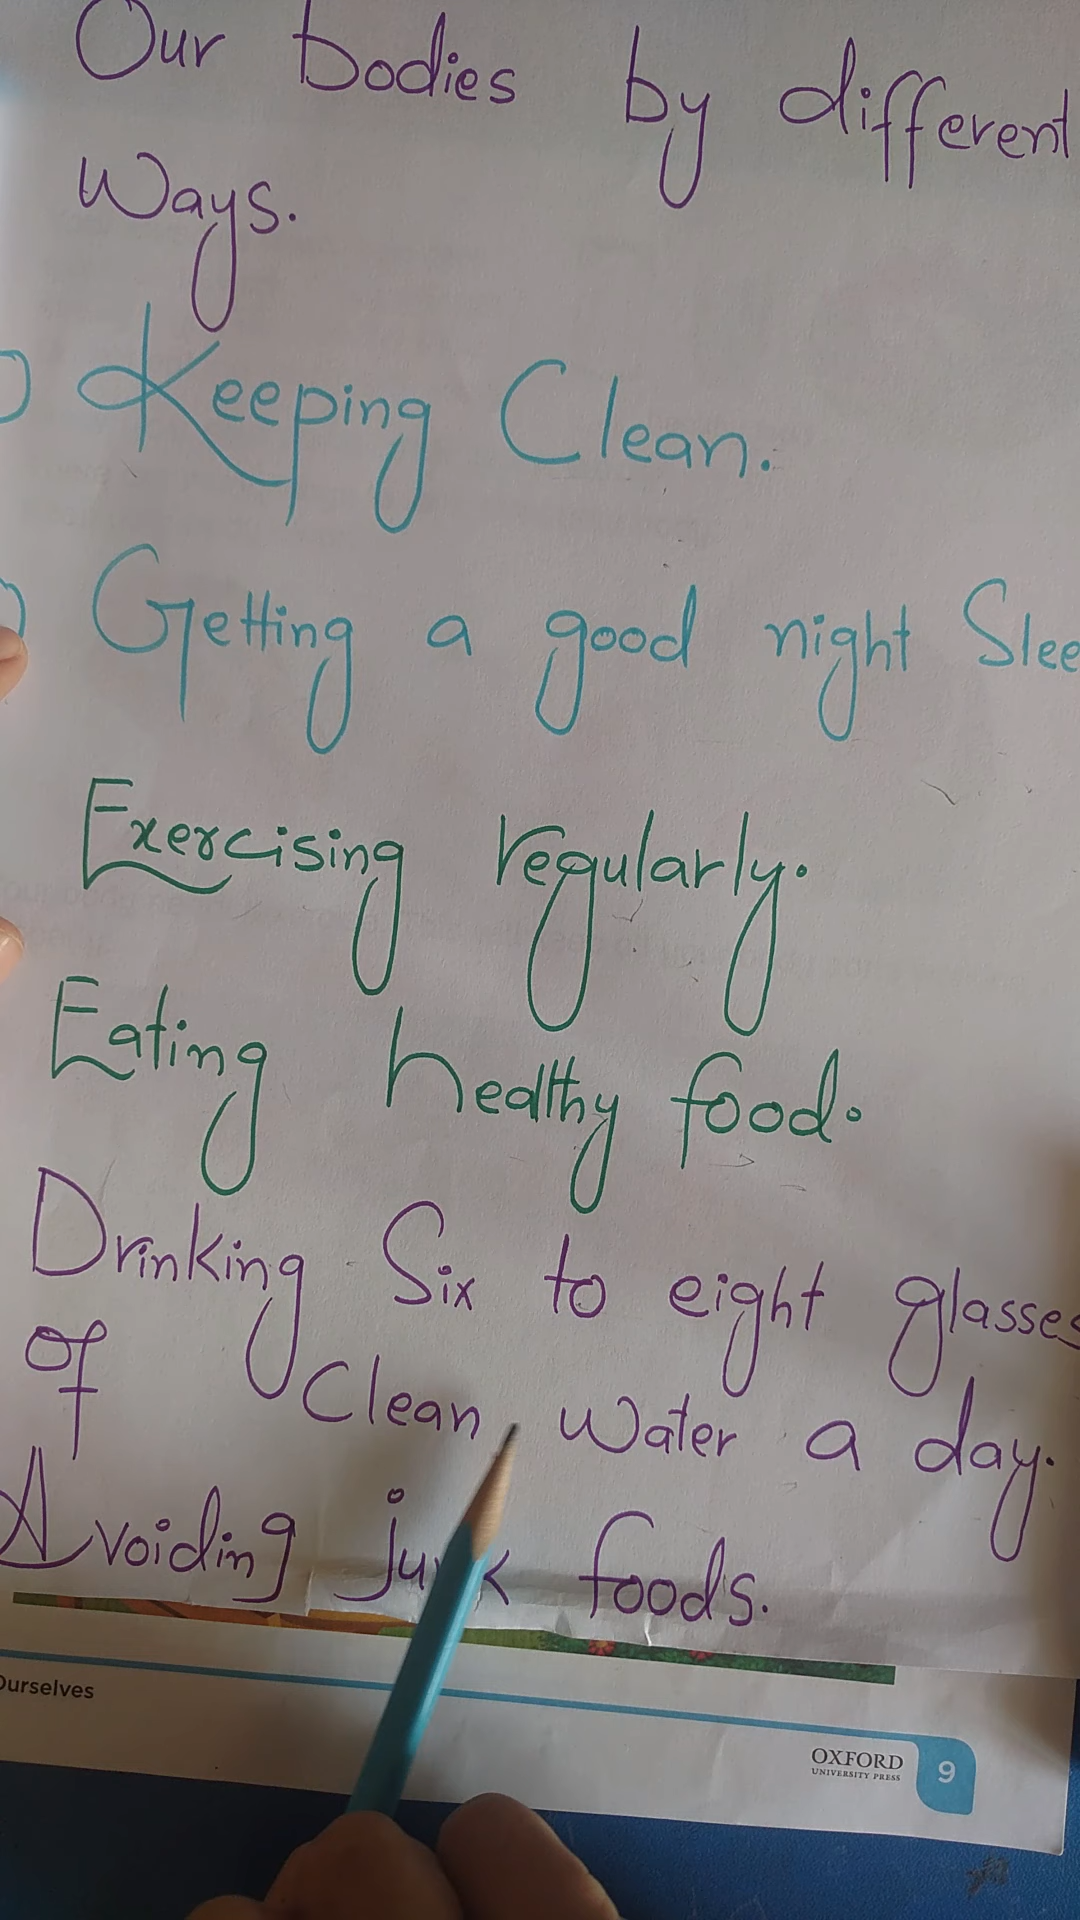 Our bodies by different
Ways.
Keeping Clean.
Getting a good night Slee
Exercising regularly.
Eating healthy food.
Drinking Six to eight glasses
of Clean water a day.
Avoiding junk foods.
Ourselves
OXFORD
UNIVERSITY PRESS
9